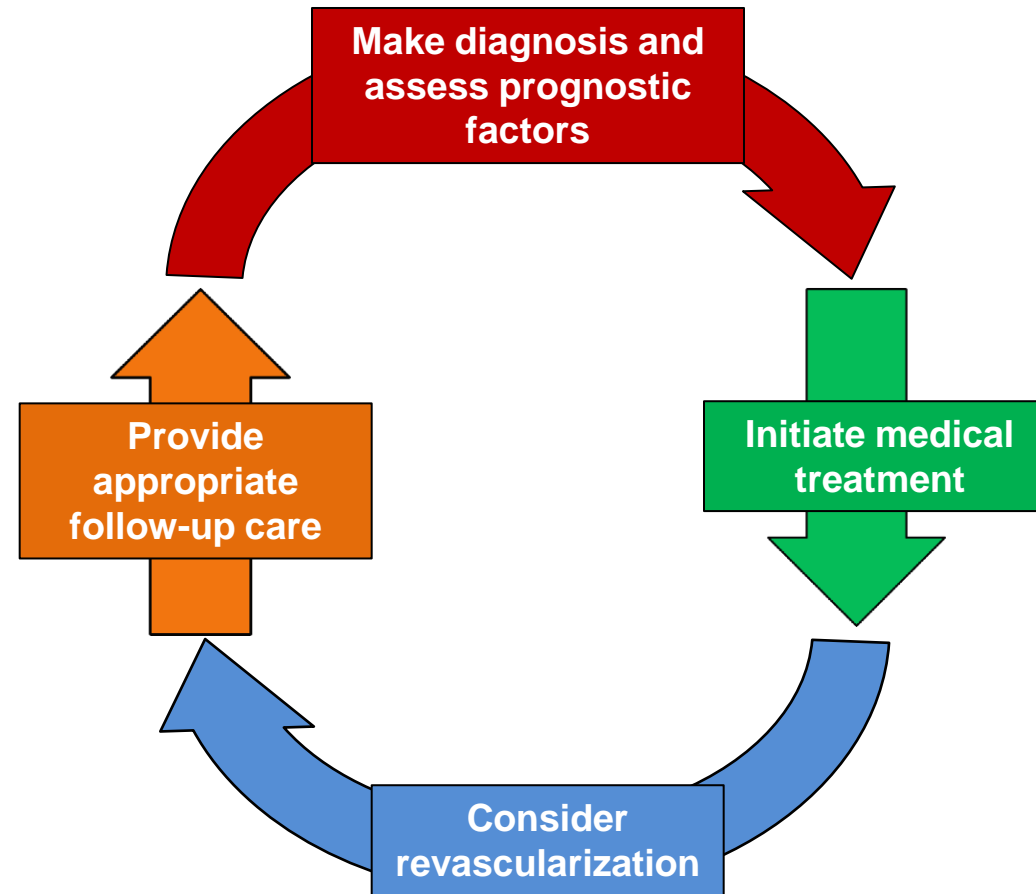 Make diagnosis and
assess prognostic
factors
Initiate medical
treatment
Consider
revascularization
Provide
appropriate
follow-up care